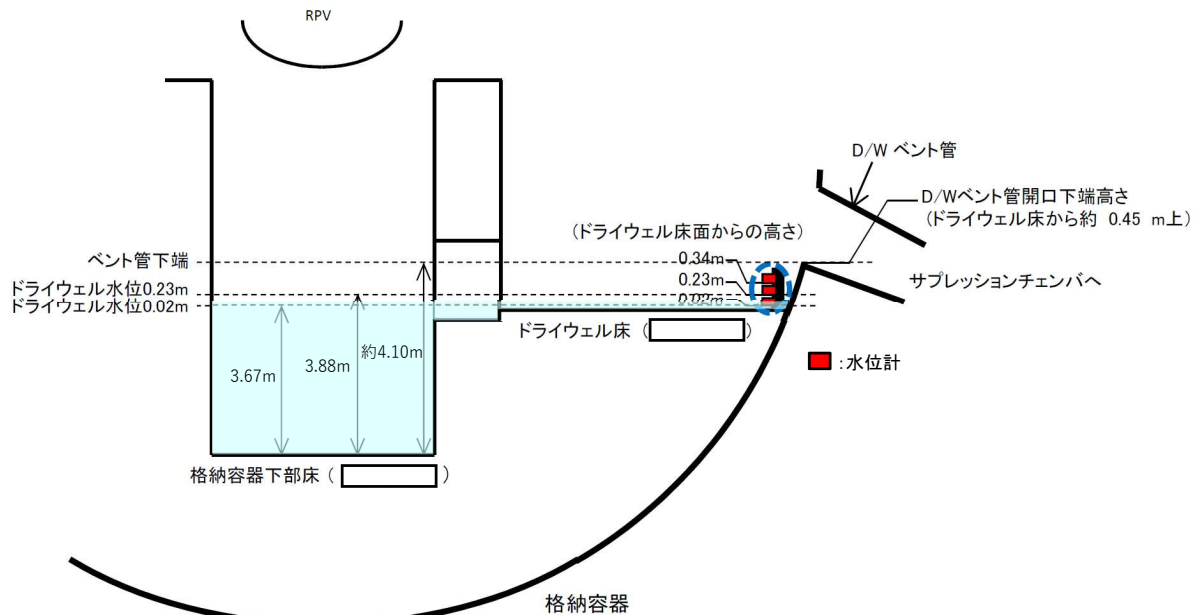 RPV
D/W ベント管
D/Wベント管開口下端高さ
(ドライウェル床から約 0.45 m上)
(ドライウェル床面からの高さ)
ベント管下端
0.34m
ドライウェル水位0.23m
0.23m
サプレッションチェンバへ
ドライウェル水位0.02m
0.02m
ドライウェル床 ( )
約4.10m
3.88m
3.67m
:水位計
格納容器下部床 ( )
格納容器